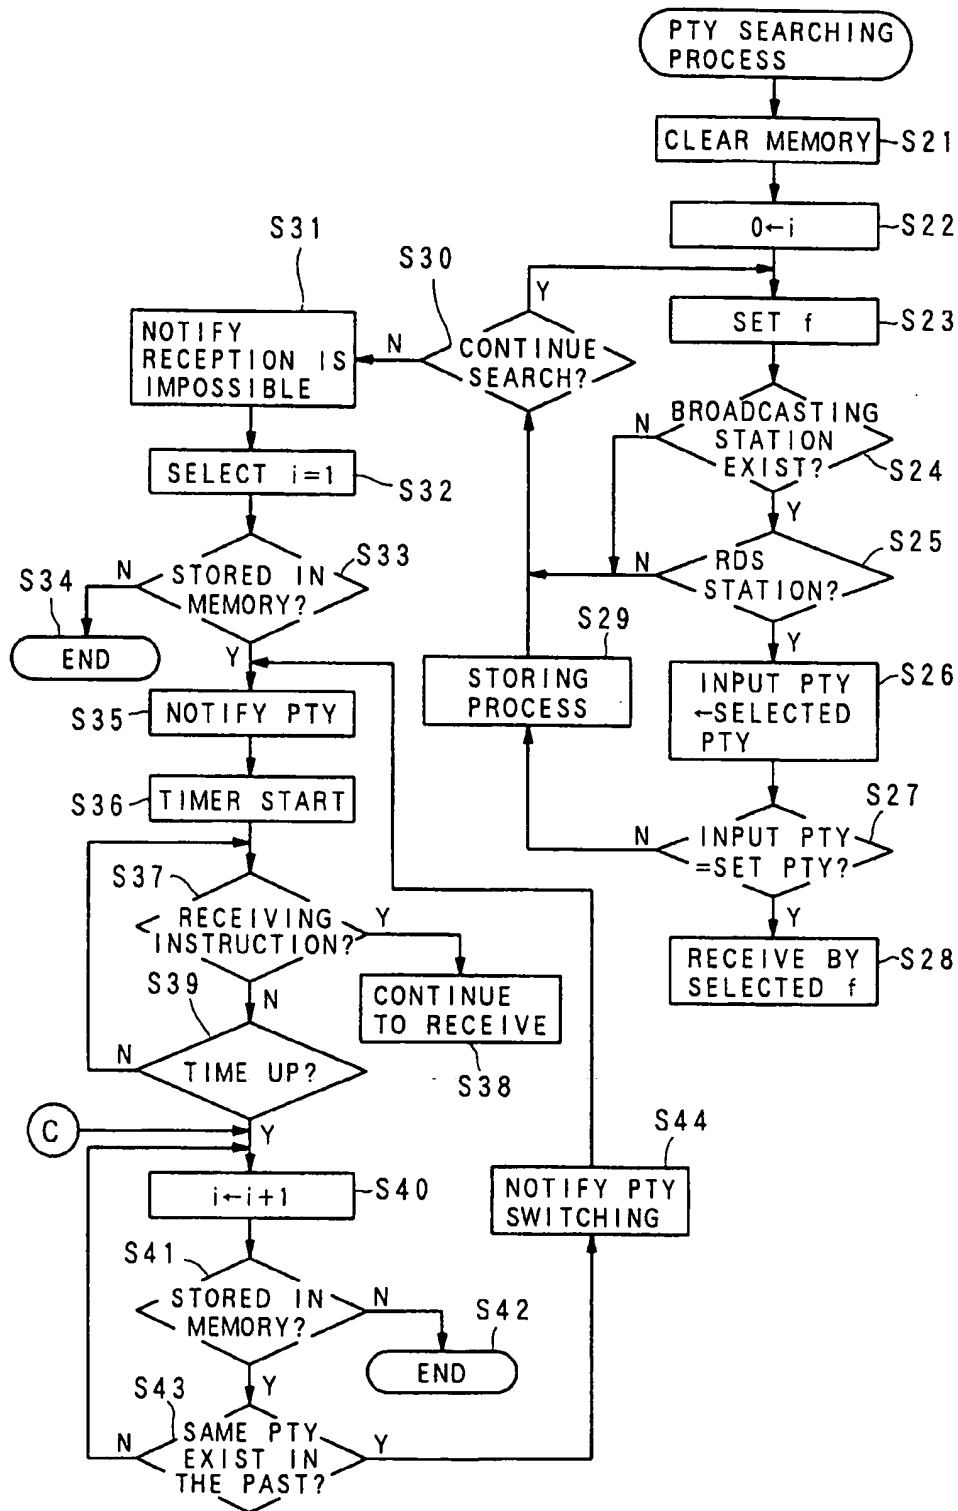 PTY SEARCHING
PROCESS
CLEAR MEMORY
S21
0←i
S22
SET f
S23
BROADCASTING
STATION
EXIST?
N
S24
Y
RDS
STATION?
N
S25
Y
INPUT PTY
←SELECTED
PTY
S26
INPUT PTY
=SET PTY?
N
S27
Y
RECEIVE BY
SELECTED f
S28
STORING
PROCESS
S29
CONTINUE
SEARCH?
S30
Y
N
S31
NOTIFY
RECEPTION IS
IMPOSSIBLE
SELECT i=1
S32
STORED IN
MEMORY?
S33
N
S34
END
Y
NOTIFY PTY
S35
TIMER START
S36
S37
RECEIVING
INSTRUCTION?
Y
CONTINUE
TO RECEIVE
S38
N
S39
TIME UP?
N
Y
C
i←i+1
S40
S41
STORED IN
MEMORY?
N
S42
END
Y
S43
SAME PTY
EXIST IN
THE PAST?
N
Y
S44
NOTIFY PTY
SWITCHING